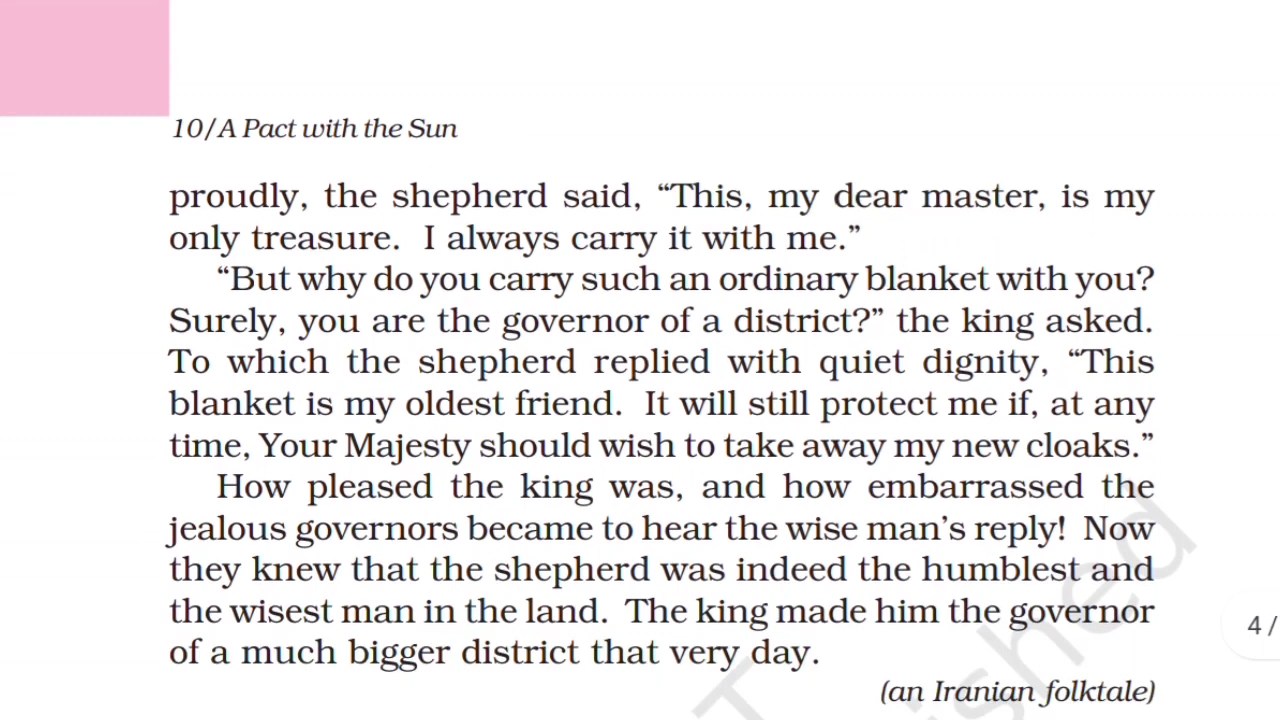 10/A Pact with the Sun
proudly, the shepherd said, “This, my dear master, is my
only treasure. I always carry it with me.”
“But why do you carry such an ordinary blanket with you?
Surely, you are the governor of a district?” the king asked.
To which the shepherd replied with quiet dignity, “This
blanket is my oldest friend. It will still protect me if, at any
time, Your Majesty should wish to take away my new cloaks.”
How pleased the king was, and how embarrassed the
jealous governors became to hear the wise man’s reply! Now
they knew that the shepherd was indeed the humblest and
the wisest man in the land. The king made him the governor
of a much bigger district that very day.
4 /
(an Iranian folktale)